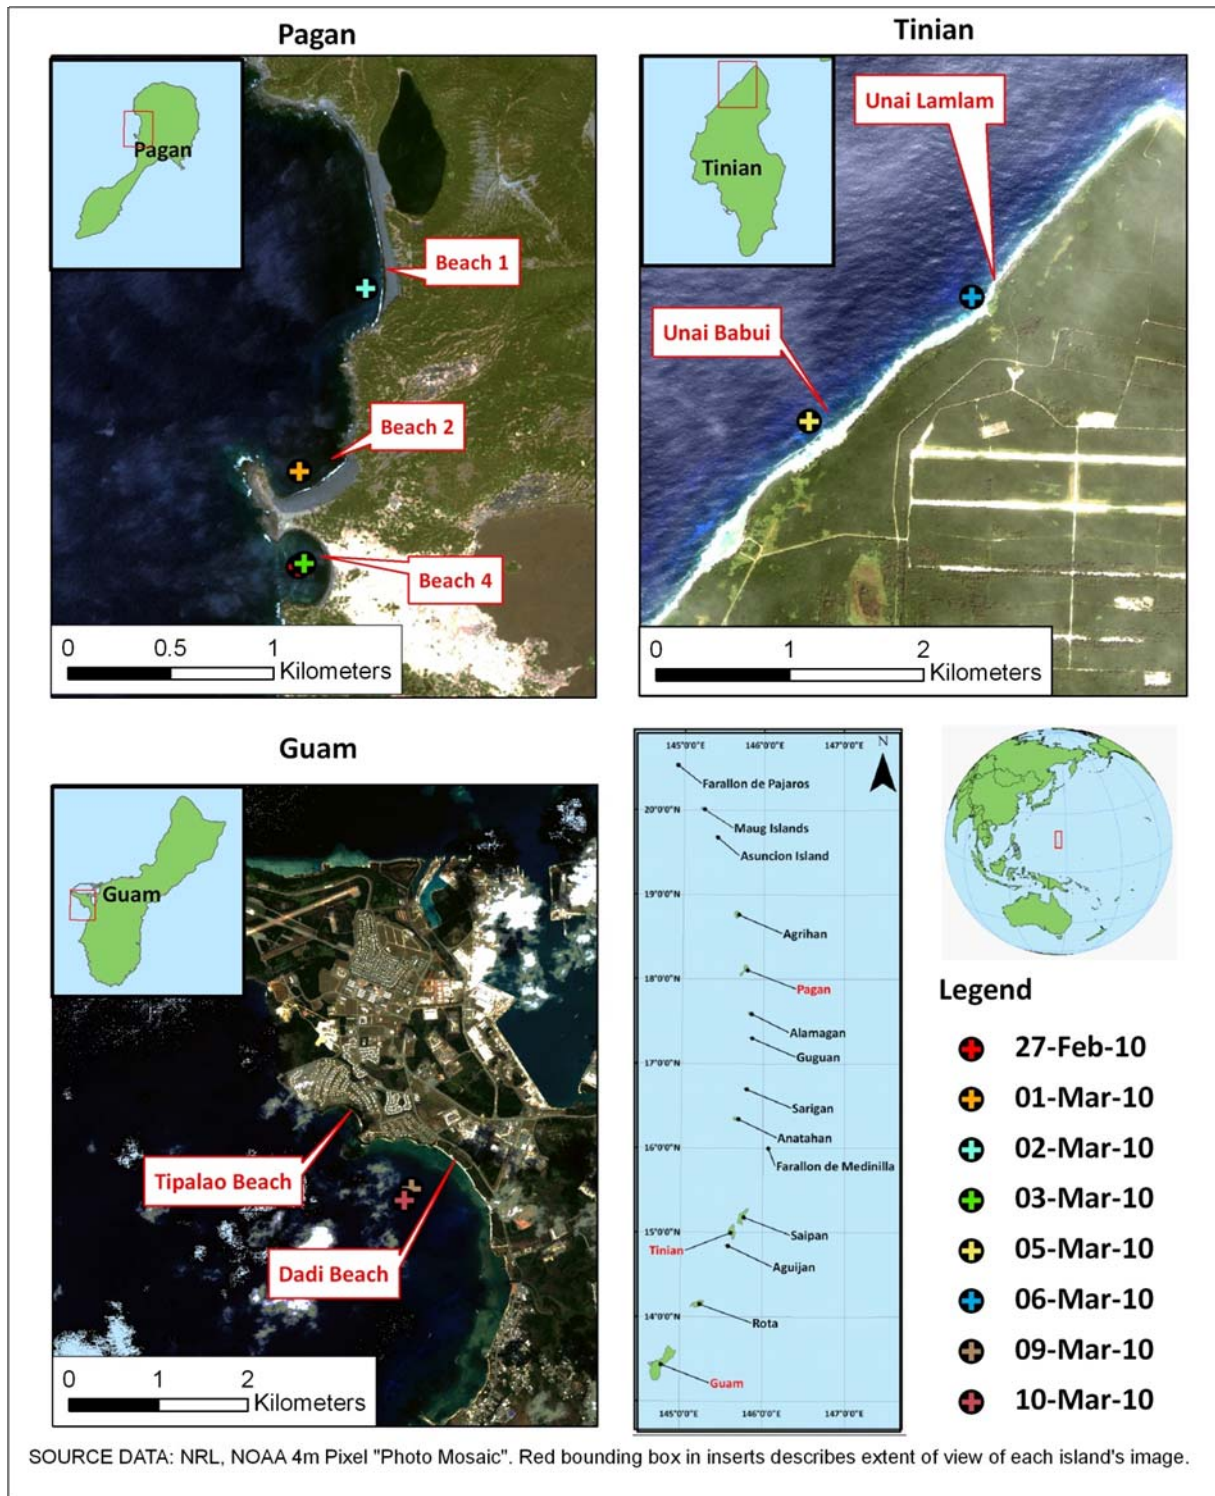 Pagan
Pagan
Beach 1
Beach 2
Beach 4
0 0.5 1
Kilometers
Tinian
Tinian
Unai Lamlam
Unai Babui
0 1 2
Kilometers
Guam
Guam
Tipalao Beach
Dadi Beach
0 1 2
Kilometers
145°0'0"E 146°0'0"E 147°0'0"E
N
Farallon de Pajaros
20°0'0"N
Maug Islands
Asuncion Island
19°0'0"N
Agrihan
18°0'0"N
Pagan
Alamagan
Guguan
17°0'0"N
Sarigan
Anatahan
16°0'0"N
Farallon de Medinilla
15°0'0"N
Saipan
Tinian
Aguijan
14°0'0"N
Rota
Guam
145°0'0"E 146°0'0"E 147°0'0"E
Legend
27-Feb-10
01-Mar-10
02-Mar-10
03-Mar-10
05-Mar-10
06-Mar-10
09-Mar-10
10-Mar-10
SOURCE DATA: NRL, NOAA 4m Pixel "Photo Mosaic". Red bounding box in inserts describes extent of view of each island's image.